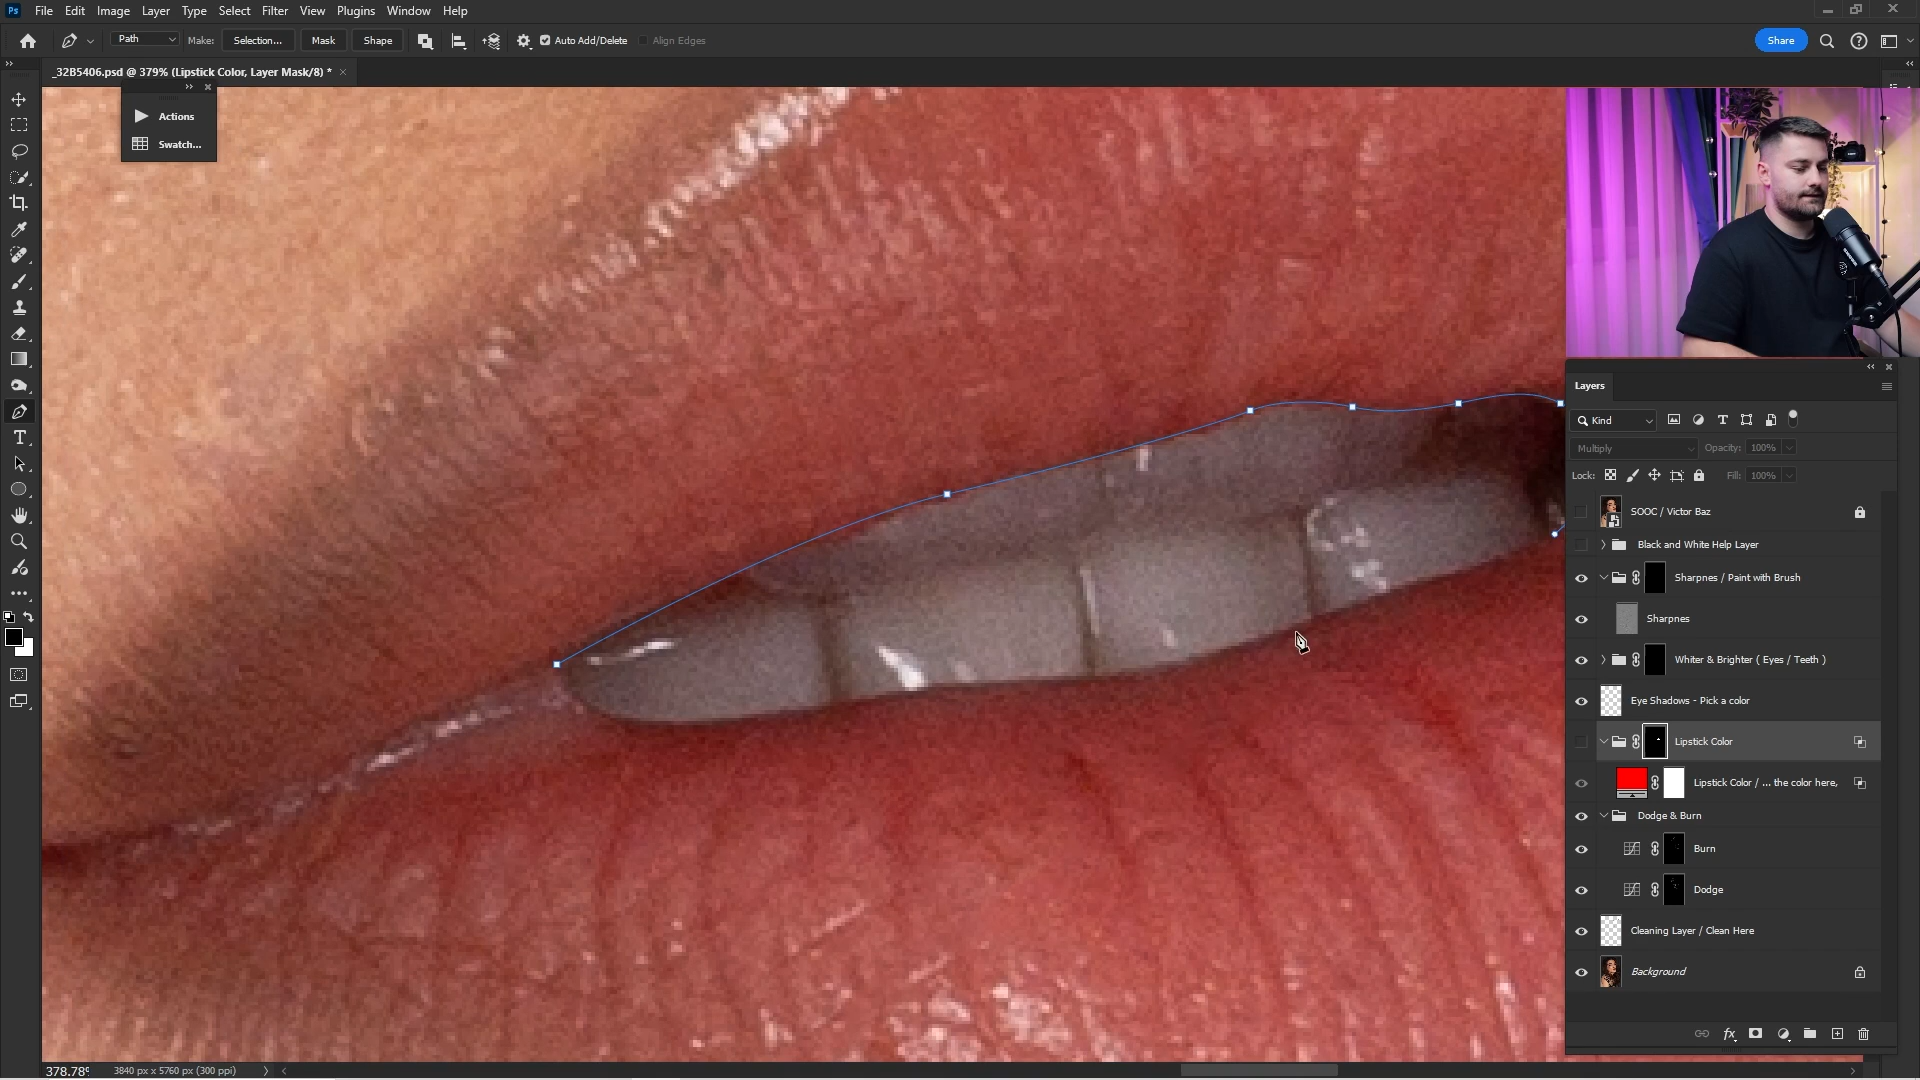 Ps File Edit Image Layer Type Select Filter View Plugins Window Help
Path Make: Selection... Mask Shape Auto Add/Delete Align Edges Share
_32B5406.psd @ 379% (Lipstick Color, Layer Mask/8) *
Actions
Swatch...
Layers
Kind
Multiply Opacity: 100%
Lock: Fill: 100%
SOOC / Victor Baz
Black and White Help Layer
Sharpnes / Paint with Brush
Sharpnes
Whiter & Brighter ( Eyes / Teeth )
Eye Shadows - Pick a color
Lipstick Color
Lipstick Color / ... the color here,
Dodge & Burn
Burn
Dodge
Cleaning Layer / Clean Here
Background
fx
378.78% 3840 px x 5760 px (300 ppi)